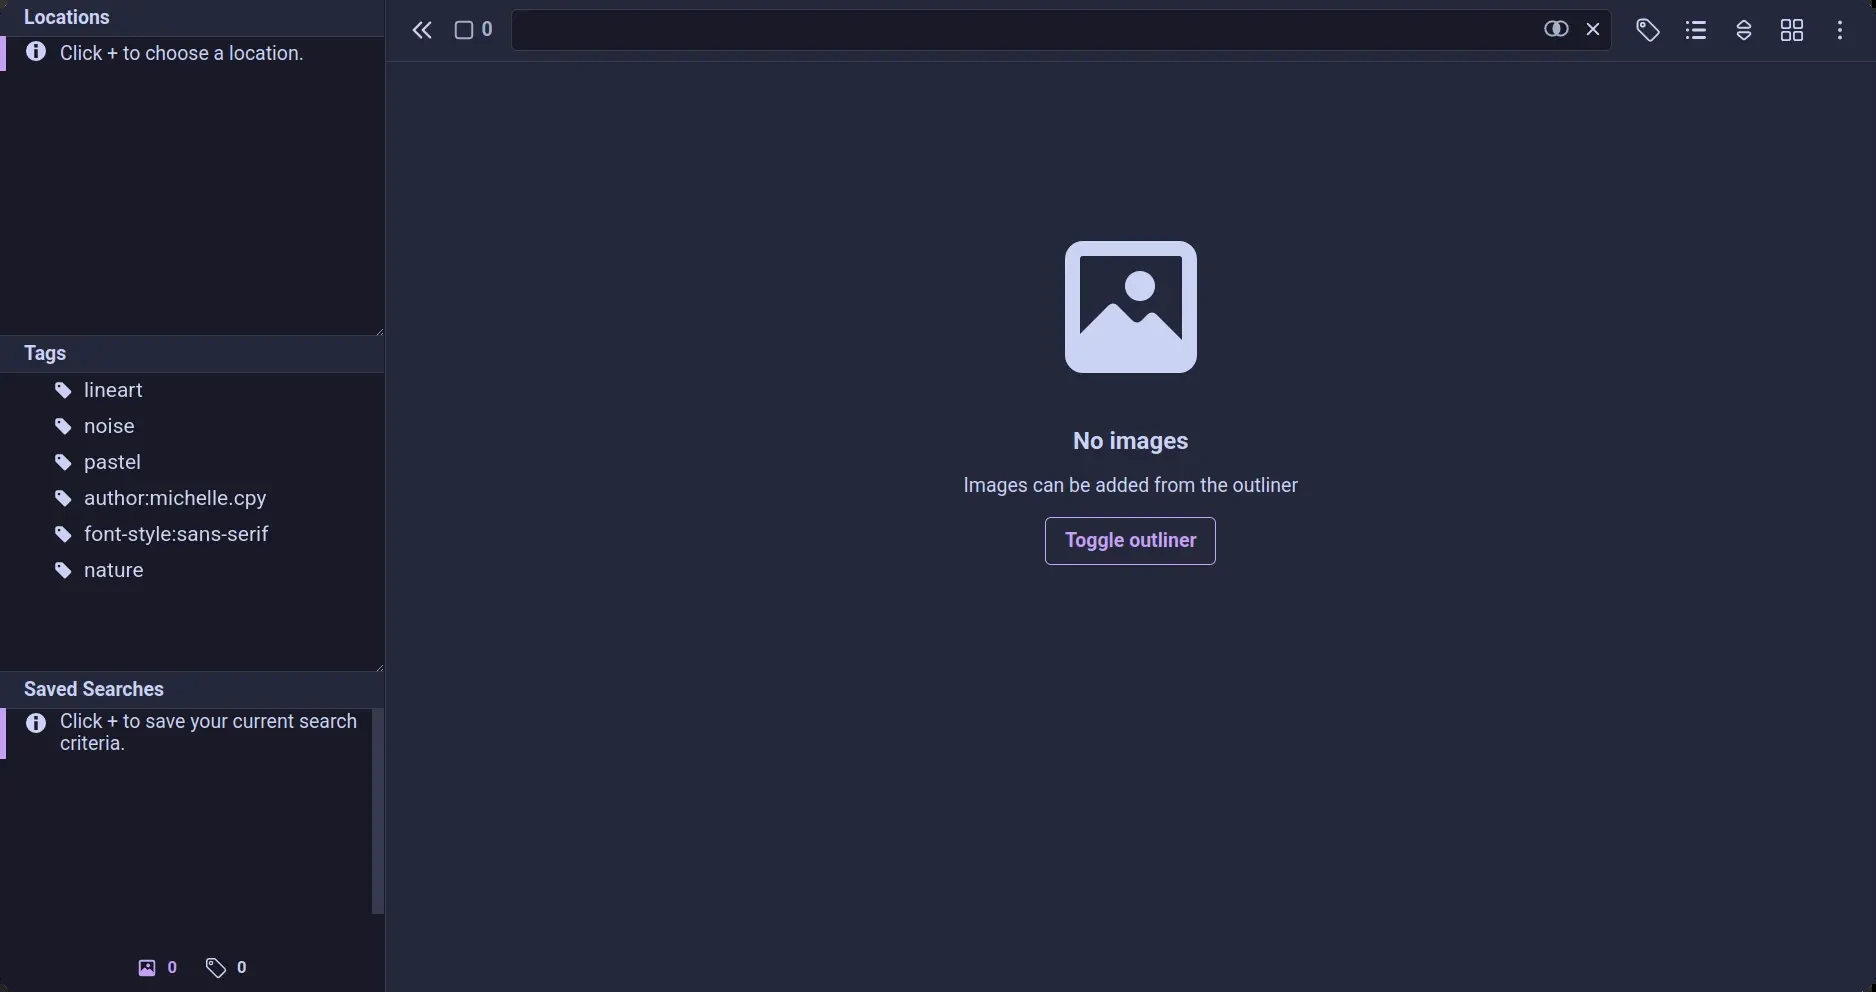 Locations
Click + to choose a location.
Tags
lineart
noise
pastel
author:michelle.cpy
font-style:sans-serif
nature
Saved Searches
Click + to save your current search
criteria.
0
0
0
No images
Images can be added from the outliner
Toggle outliner